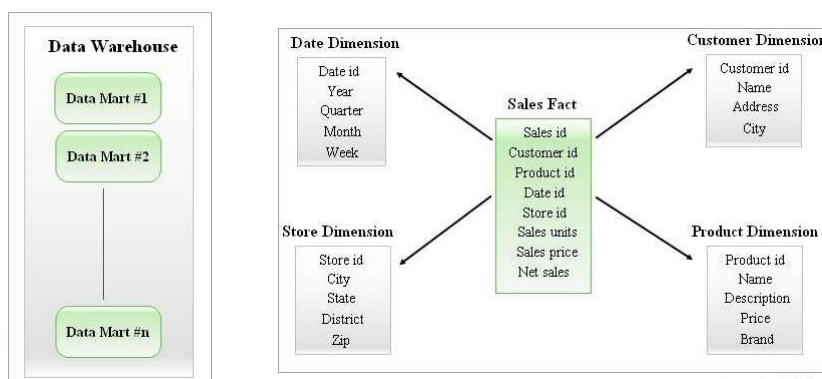 Data Warehouse
Data Mart #1
Data Mart #2
Data Mart #n
Date Dimension
Date id
Year
Quarter
Month
Week
Customer Dimension
Customer id
Name
Address
City
Sales Fact
Sales id
Customer id
Product id
Date id
Store id
Sales units
Sales price
Net sales
Store Dimension
Store id
City
State
District
Zip
Product Dimension
Product id
Name
Description
Price
Brand